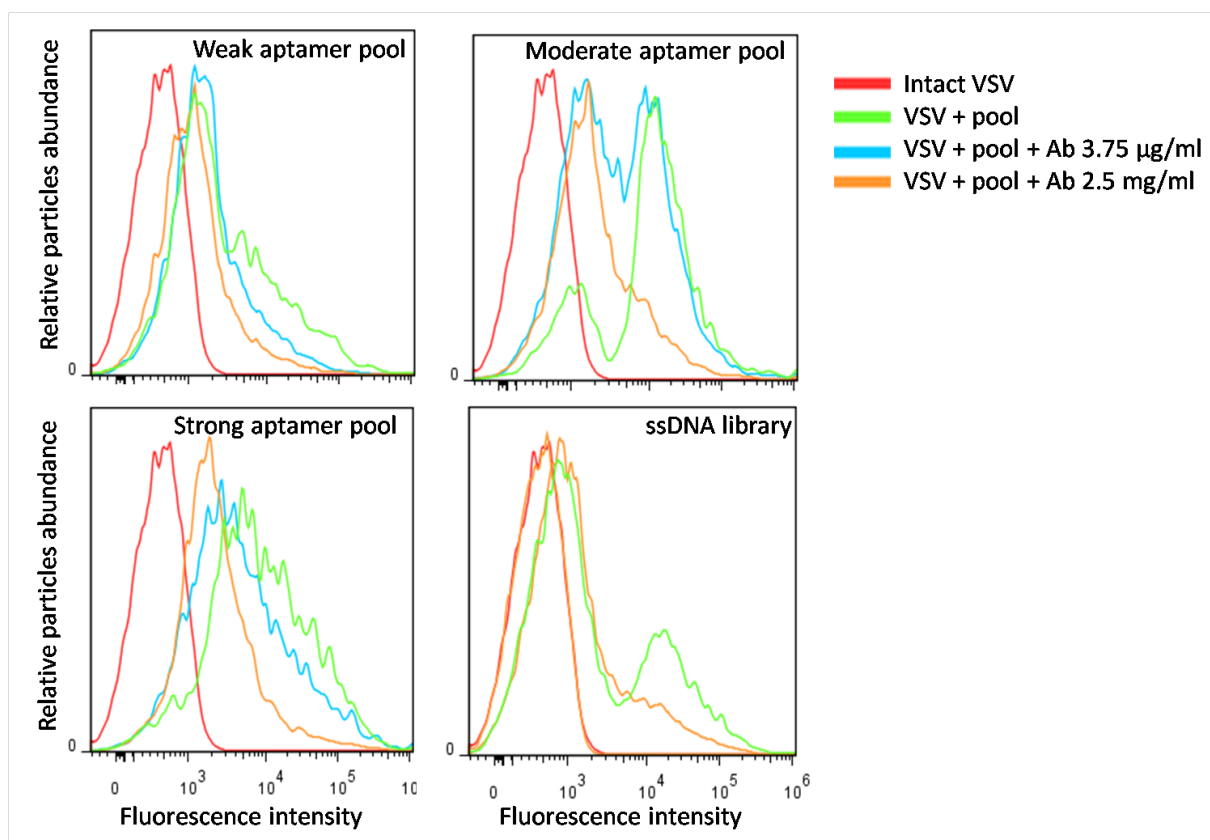 Weak aptamer pool
Relative particles abundance
0
Moderate aptamer pool
0
Intact VSV
VSV + pool
VSV + pool + Ab 3.75 µg/ml
VSV + pool + Ab 2.5 mg/ml
Strong aptamer pool
Relative particles abundance
0
0 10³ 10⁴ 10⁵ 10
Fluorescence intensity
ssDNA library
0
0 10³ 10⁴ 10⁵ 10⁶
Fluorescence intensity